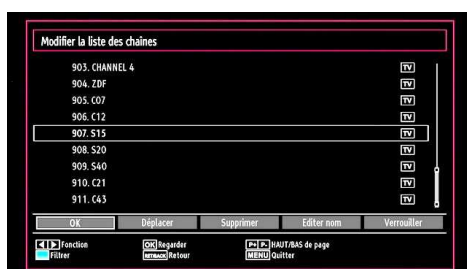 Modifier la liste des chaînes
903. CHANNEL 4 TV
904. ZDF TV
905. C07 TV
906. C12 TV
907. S15 TV
908. S20 TV
909. S40 TV
910. C21 TV
911. C43 TV
OK Déplacer Supprimer Editer nom Verrouiller
Fonction OK Regarder P+ P- HAUT/BAS de page
Filtrer RET/BACK Retour MENU Quitter